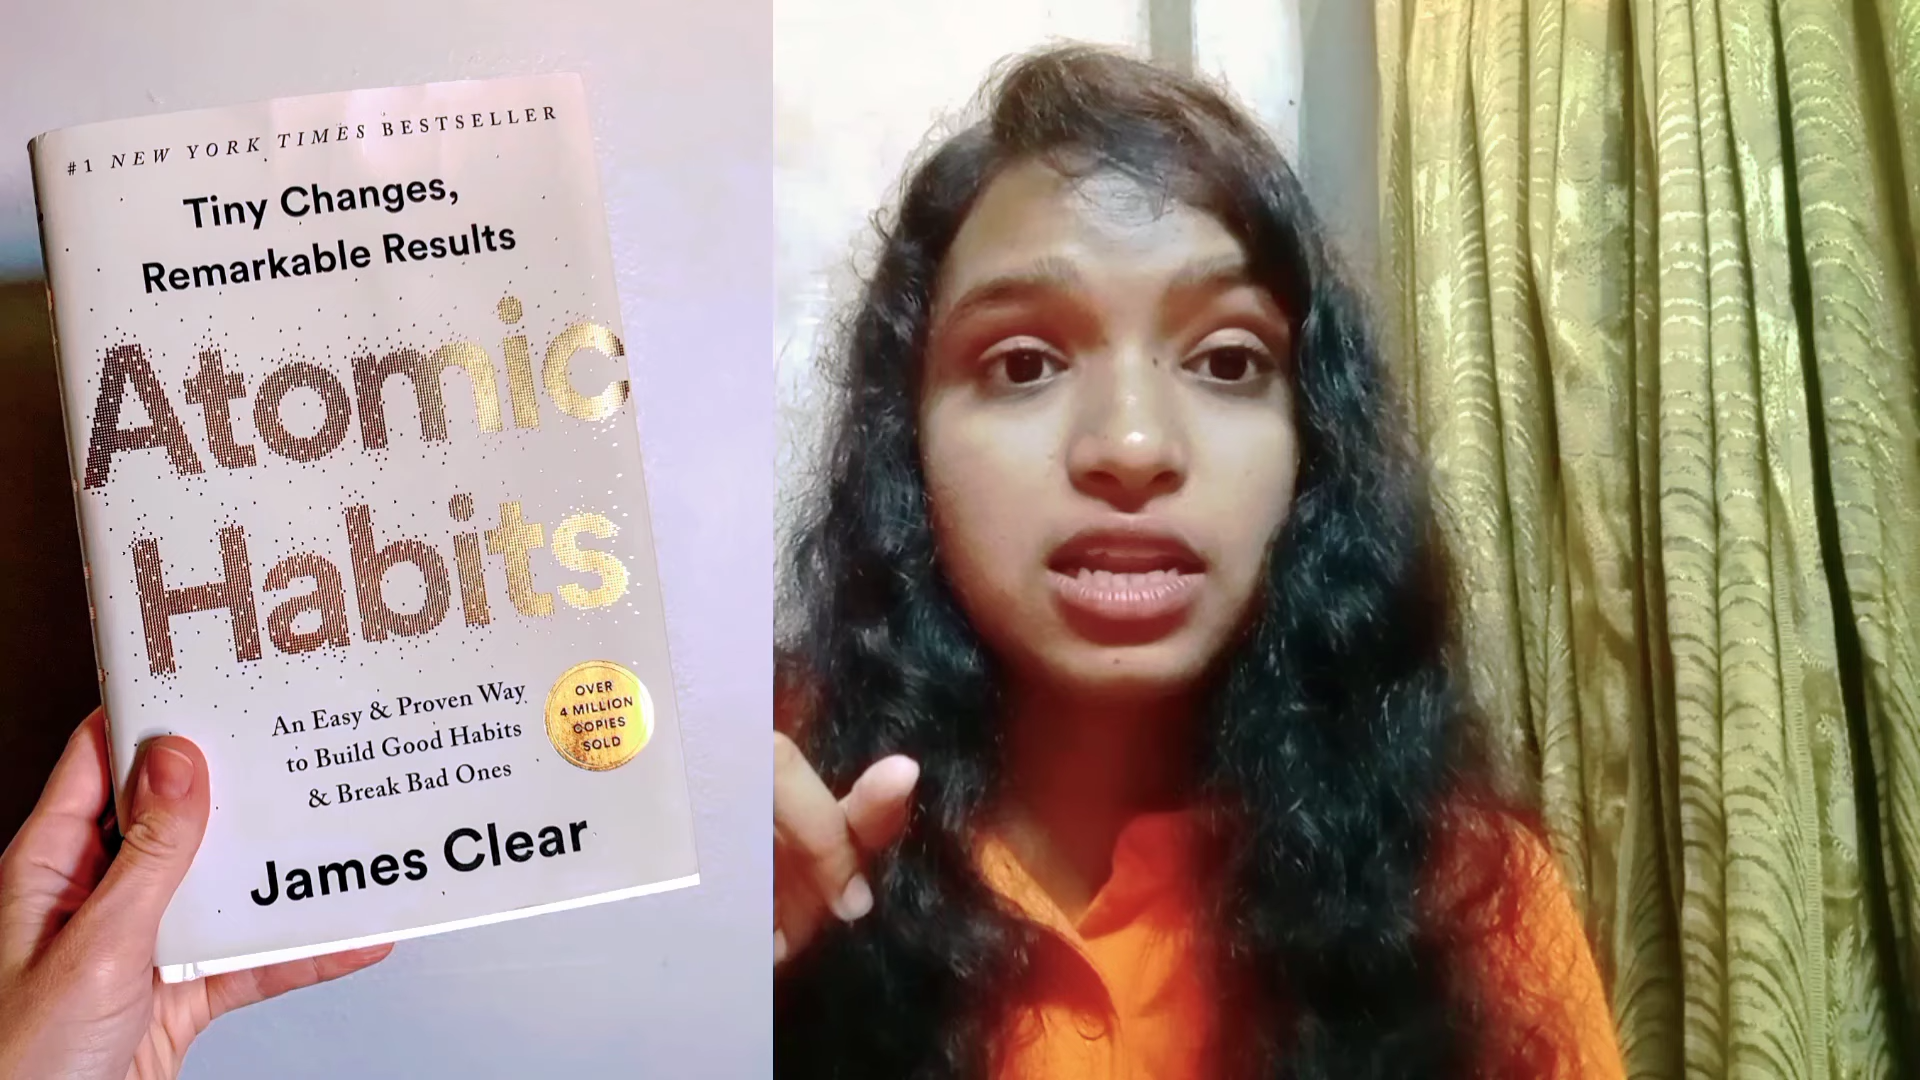 #1 NEW YORK TIMES BESTSELLER
Tiny Changes,
Remarkable Results
Atomic
Habits
An Easy & Proven Way
to Build Good Habits
& Break Bad Ones
OVER
4 MILLION
COPIES
SOLD
James Clear